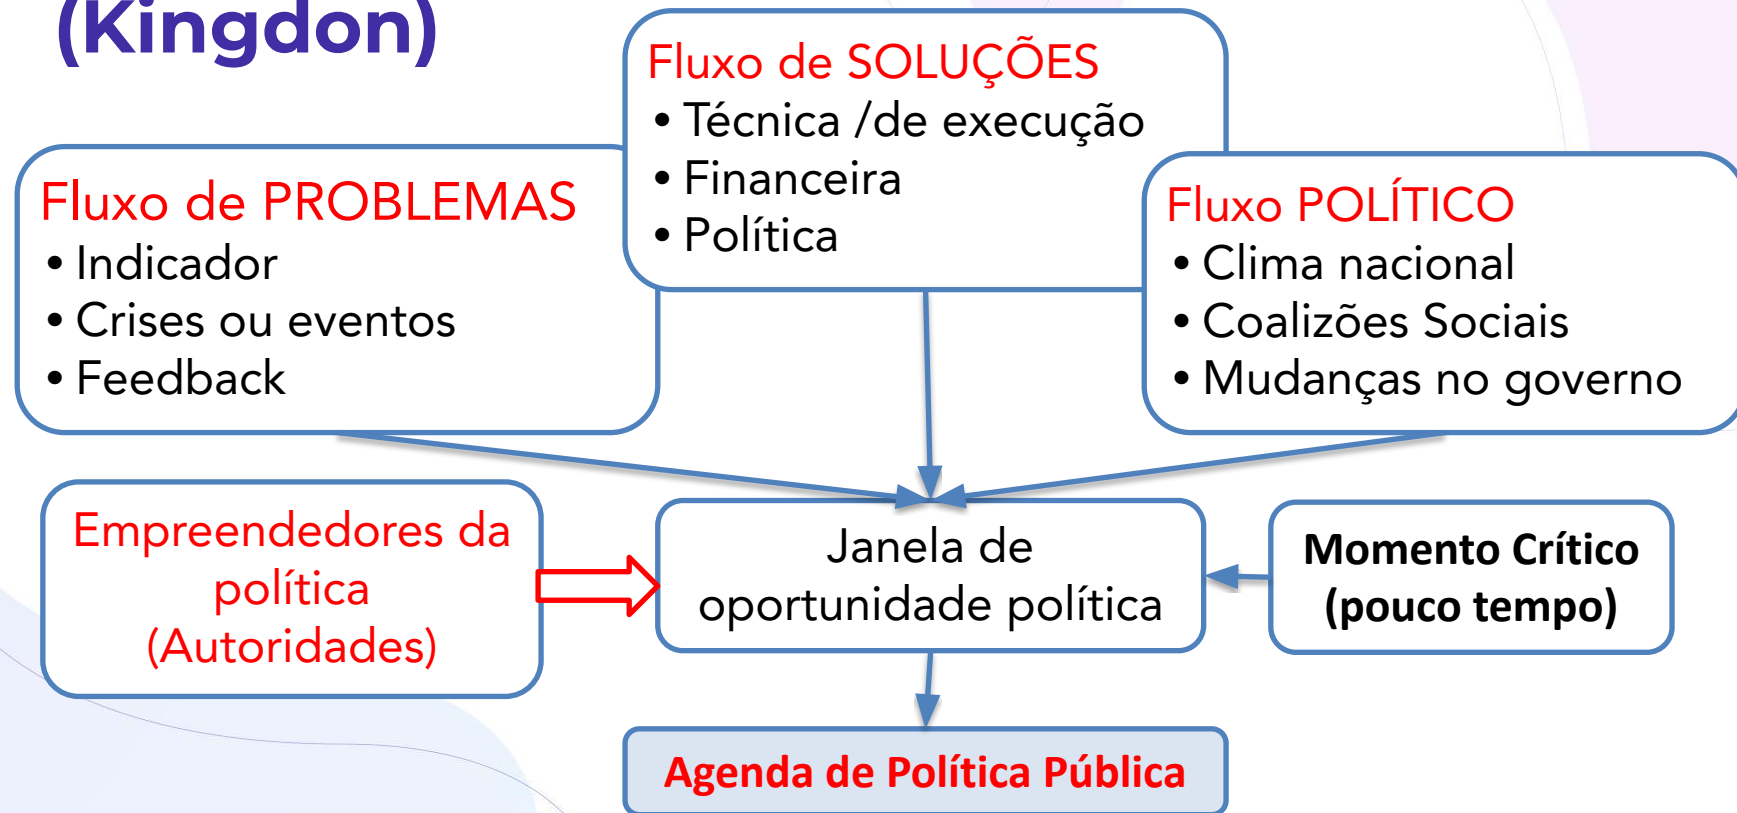 (Kingdon)
Fluxo de SOLUÇÕES
• Técnica /de execução
• Financeira
• Política
Fluxo de PROBLEMAS
• Indicador
• Crises ou eventos
• Feedback
Fluxo POLÍTICO
• Clima nacional
• Coalizões Sociais
• Mudanças no governo
Empreendedores da
política
(Autoridades)
Janela de
oportunidade política
Momento Crítico
(pouco tempo)
Agenda de Política Pública